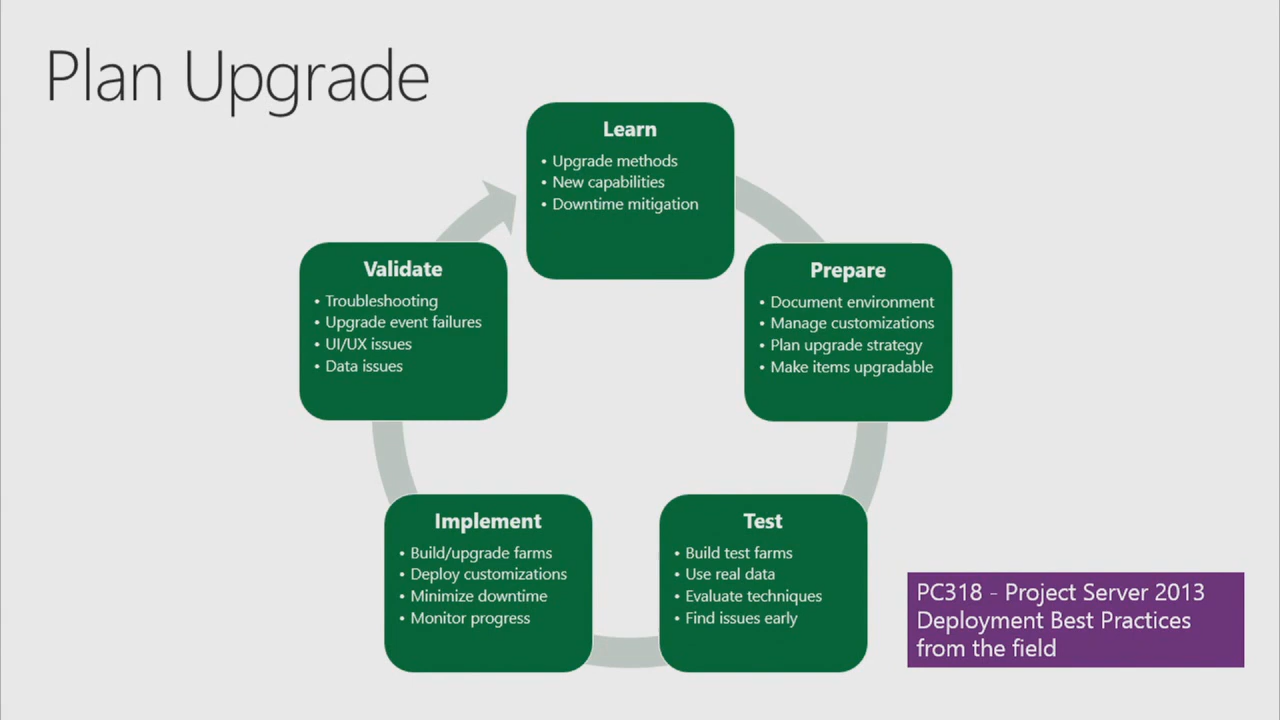 Plan Upgrade
Learn
• Upgrade methods
• New capabilities
• Downtime mitigation
Prepare
• Document environment
• Manage customizations
• Plan upgrade strategy
• Make items upgradable
Test
• Build test farms
• Use real data
• Evaluate techniques
• Find issues early
Implement
• Build/upgrade farms
• Deploy customizations
• Minimize downtime
• Monitor progress
Validate
• Troubleshooting
• Upgrade event failures
• UI/UX issues
• Data issues
PC318 - Project Server 2013
Deployment Best Practices
from the field